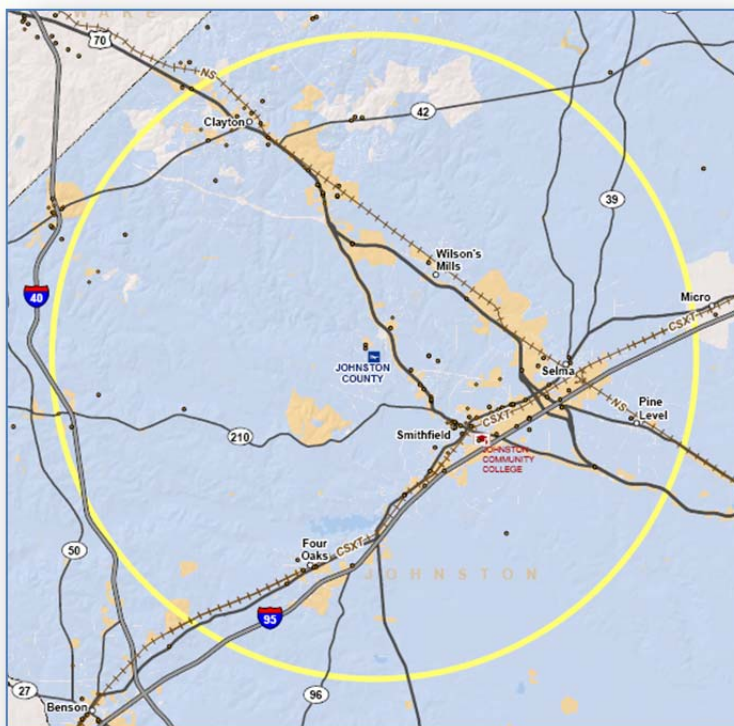 WAKE
70
NS
Clayton
42
39
Wilson's
Mills
40
Micro
CSXT
JOHNSTON
COUNTY
Selma
NS
Pine
Level
210
Smithfield
CSXT
JOHNSTON
COMMUNITY
COLLEGE
50
Four
Oaks
CSXT
JOHNSTON
95
27
Benson
96